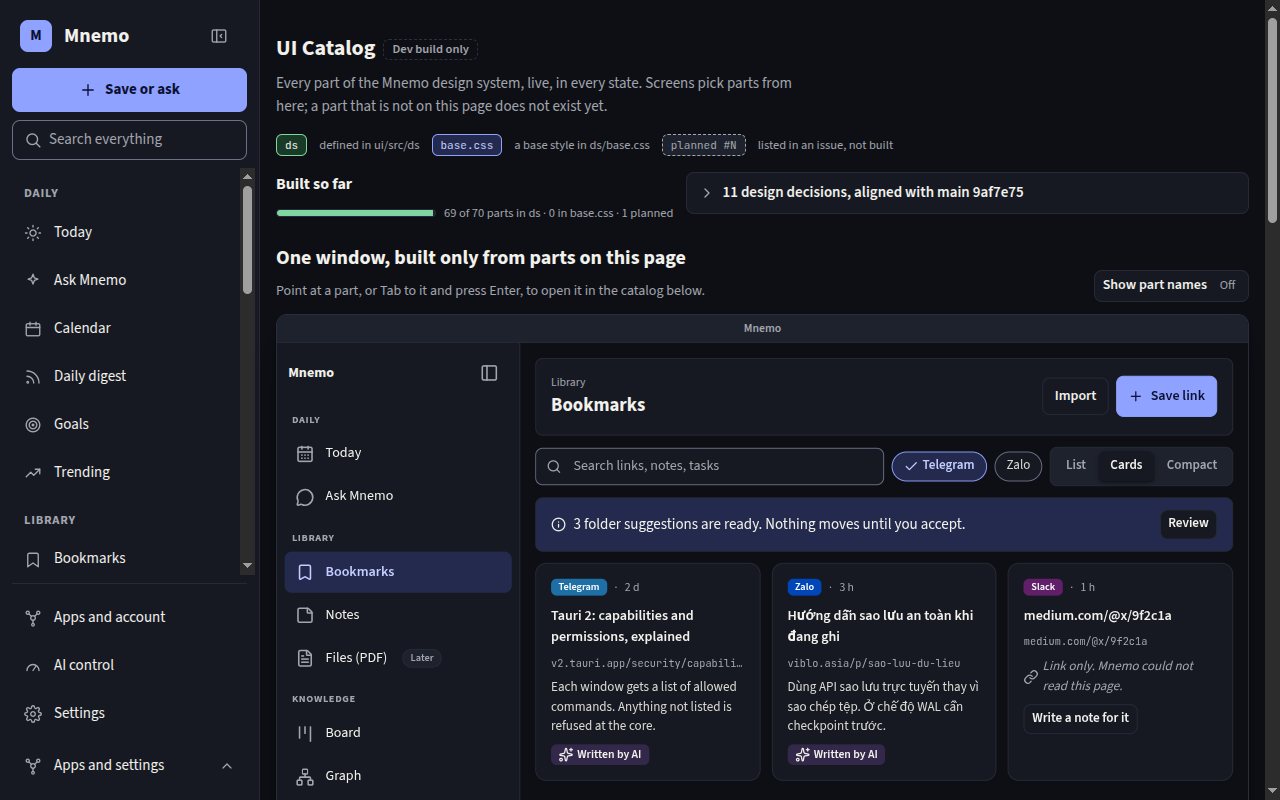 M
Mnemo
Save or ask
Search everything
DAILY
Today
Ask Mnemo
Calendar
Daily digest
Goals
Trending
LIBRARY
Bookmarks
Apps and account
AI control
Settings
Apps and settings
UI Catalog
Dev build only
Every part of the Mnemo design system, live, in every state. Screens pick parts from
here; a part that is not on this page does not exist yet.
ds defined in ui/src/ds base.css a base style in ds/base.css planned #N listed in an issue, not built
Built so far
69 of 70 parts in ds · 0 in base.css · 1 planned
11 design decisions, aligned with main 9af7e75
One window, built only from parts on this page
Point at a part, or Tab to it and press Enter, to open it in the catalog below.
Show part names Off
Mnemo
Mnemo
DAILY
Today
Ask Mnemo
LIBRARY
Bookmarks
Notes
Files (PDF) Later
KNOWLEDGE
Board
Graph
Library
Bookmarks
Import
Save link
Search links, notes, tasks
Telegram
Zalo
List Cards Compact
3 folder suggestions are ready. Nothing moves until you accept.
Review
Telegram · 2 d
Tauri 2: capabilities and
permissions, explained
v2.tauri.app/security/capabili…
Each window gets a list of allowed
commands. Anything not listed is
refused at the core.
Written by AI
Zalo · 3 h
Hướng dẫn sao lưu an toàn khi
đang ghi
viblo.asia/p/sao-luu-du-lieu
Dùng API sao lưu trực tuyến thay vì
sao chép tệp. Ở chế độ WAL cần
checkpoint trước.
Written by AI
Slack · 1 h
medium.com/@x/9f2c1a
medium.com/@x/9f2c1a
Link only. Mnemo could not
read this page.
Write a note for it